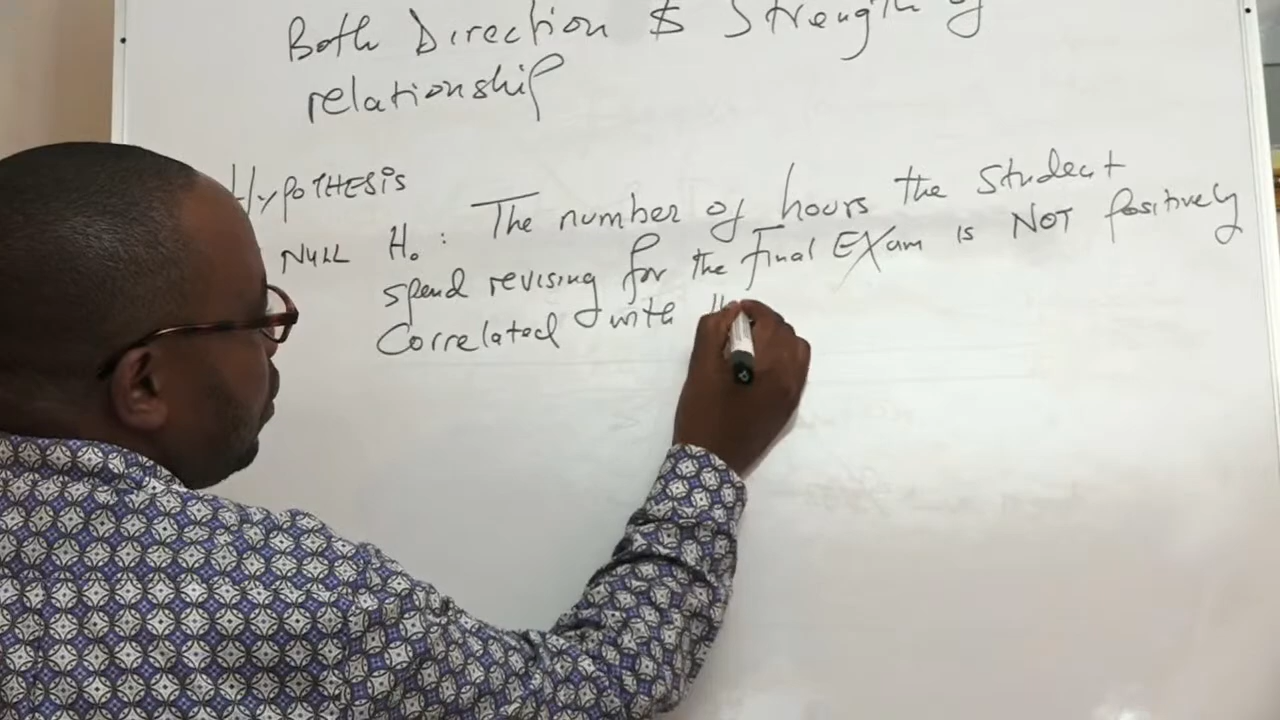 Both Direction & Strength of
relationship
HYPOTHESIS
NULL Ho : The number of hours the student
spend revising for the final Exam is NOT positively
Correlated with